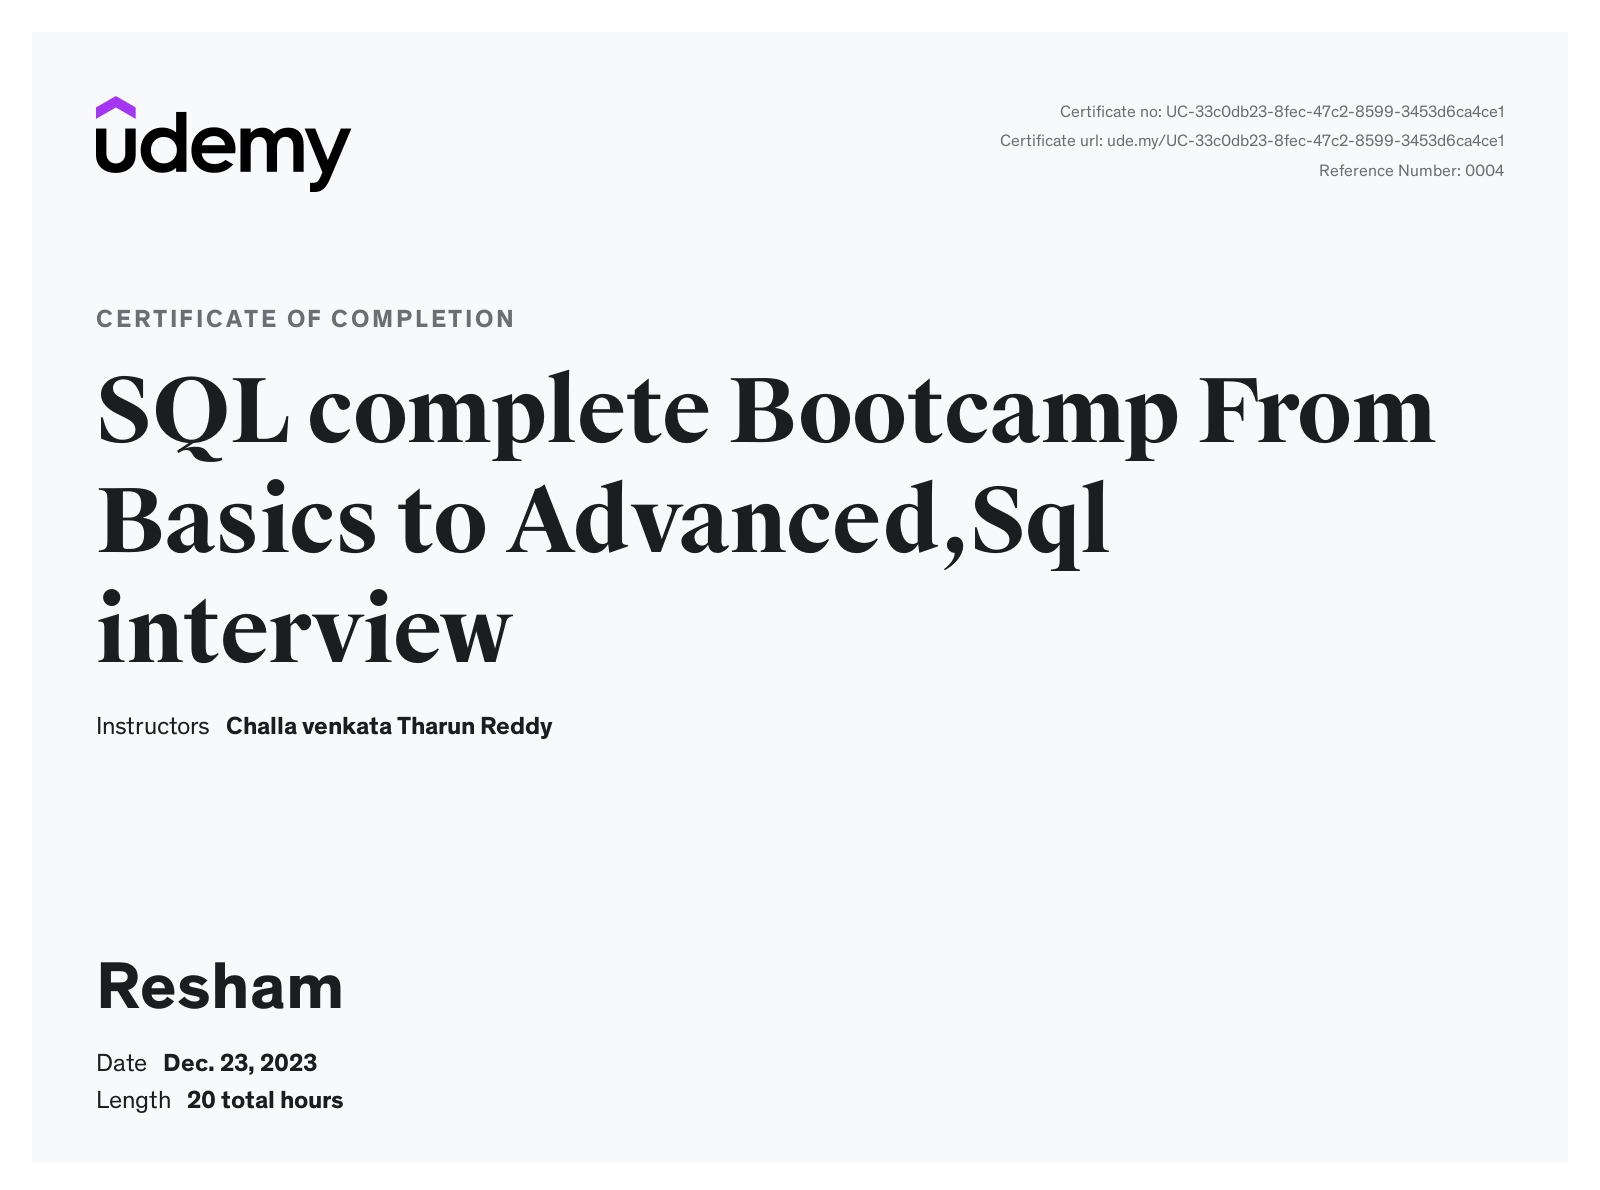 udemy
Certificate no: UC-33c0db23-8fec-47c2-8599-3453d6ca4ce1
Certificate url: ude.my/UC-33c0db23-8fec-47c2-8599-3453d6ca4ce1
Reference Number: 0004
CERTIFICATE OF COMPLETION
SQL complete Bootcamp From
Basics to Advanced,Sql
interview
Instructors Challa venkata Tharun Reddy
Resham
Date Dec. 23, 2023
Length 20 total hours